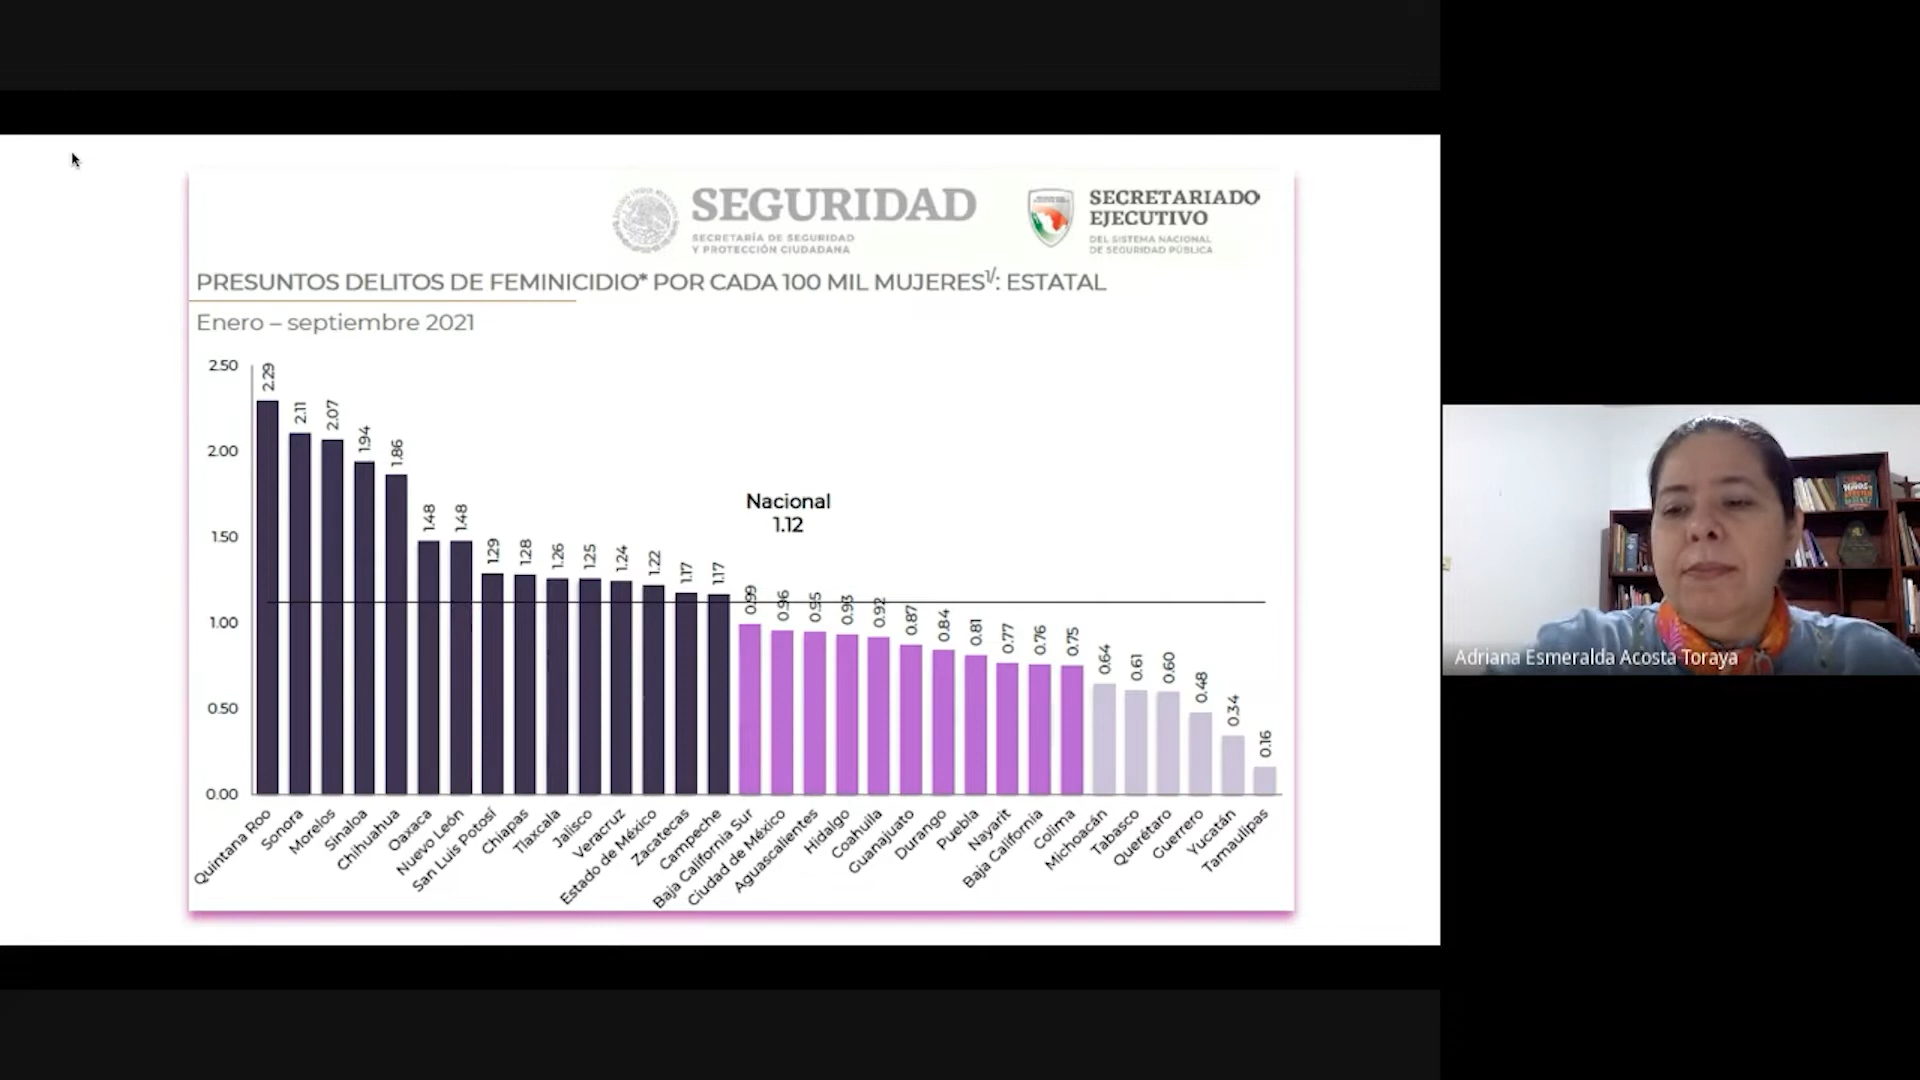 SEGURIDAD
SECRETARÍA DE SEGURIDAD
Y PROTECCIÓN CIUDADANA
SECRETARIADO
EJECUTIVO
DEL SISTEMA NACIONAL
DE SEGURIDAD PÚBLICA
PRESUNTOS DELITOS DE FEMINICIDIO* POR CADA 100 MIL MUJERES1/: ESTATAL
Enero – septiembre 2021
2.50
2.00
1.50
1.00
0.50
0.00
2.29
2.11
2.07
1.94
1.86
1.48
1.48
1.29
1.28
1.26
1.25
1.24
1.22
1.17
1.17
0.99
0.96
0.95
0.93
0.92
0.87
0.84
0.81
0.77
0.76
0.75
0.64
0.61
0.60
0.48
0.34
0.16
Nacional
1.12
Quintana Roo
Sonora
Morelos
Sinaloa
Chihuahua
Oaxaca
Nuevo León
San Luis Potosí
Chiapas
Tlaxcala
Jalisco
Veracruz
Estado de México
Zacatecas
Campeche
Baja California Sur
Ciudad de México
Aguascalientes
Hidalgo
Coahuila
Guanajuato
Durango
Puebla
Nayarit
Baja California
Colima
Michoacán
Tabasco
Querétaro
Guerrero
Yucatán
Tamaulipas
Adriana Esmeralda Acosta Toraya